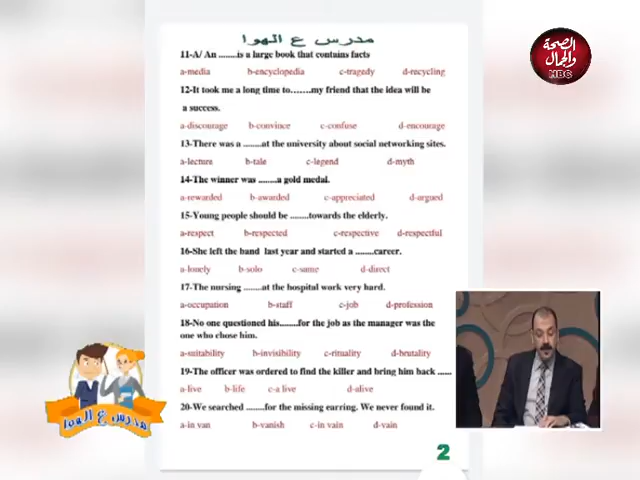 مدرس ع الهوا
11-A/ An ........is a large book that contains facts
a-media b-encyclopedia c-tragedy d-recycling
12-It took me a long time to.......my friend that the idea will be
a success.
a-discourage b-convince c-confuse d-encourage
13-There was a ........at the university about social networking sites.
a-lecture b-tale c-legend d-myth
14-The winner was ........a gold medal.
a-rewarded b-awarded c-appreciated d-argued
15-Young people should be ........towards the elderly.
a-respect b-respected c-respective d-respectful
16-She left the band last year and started a ........career.
a-lonely b-solo c-same d-direct
17-The nursing ........at the hospital work very hard.
a-occupation b-staff c-job d-profession
18-No one questioned his........for the job as the manager was the
one who chose him.
a-suitability b-invisibility c-rituality d-brutality
19-The officer was ordered to find the killer and bring him back ......
a-live b-life c-a live d-alive
20-We searched ........for the missing earring. We never found it.
a-in van b-vanish c-in vain d-vain
2
الصحة
والجمال
HBC
مدرس ع الهوا